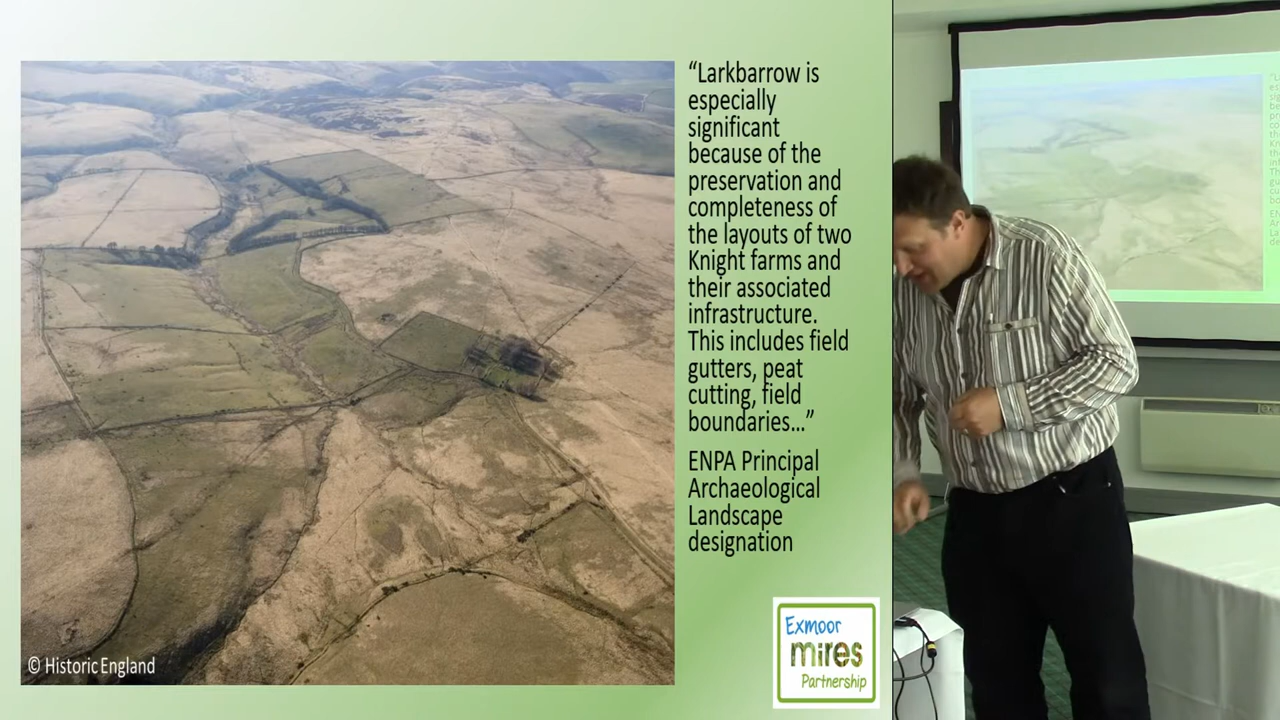 “Larkbarrow is
especially
significant
because of the
preservation and
completeness of
the layouts of two
Knight farms and
their associated
infrastructure.
This includes field
gutters, peat
cutting, field
boundaries…”
ENPA Principal
Archaeological
Landscape
designation
Exmoor
mires
Partnership
© Historic England